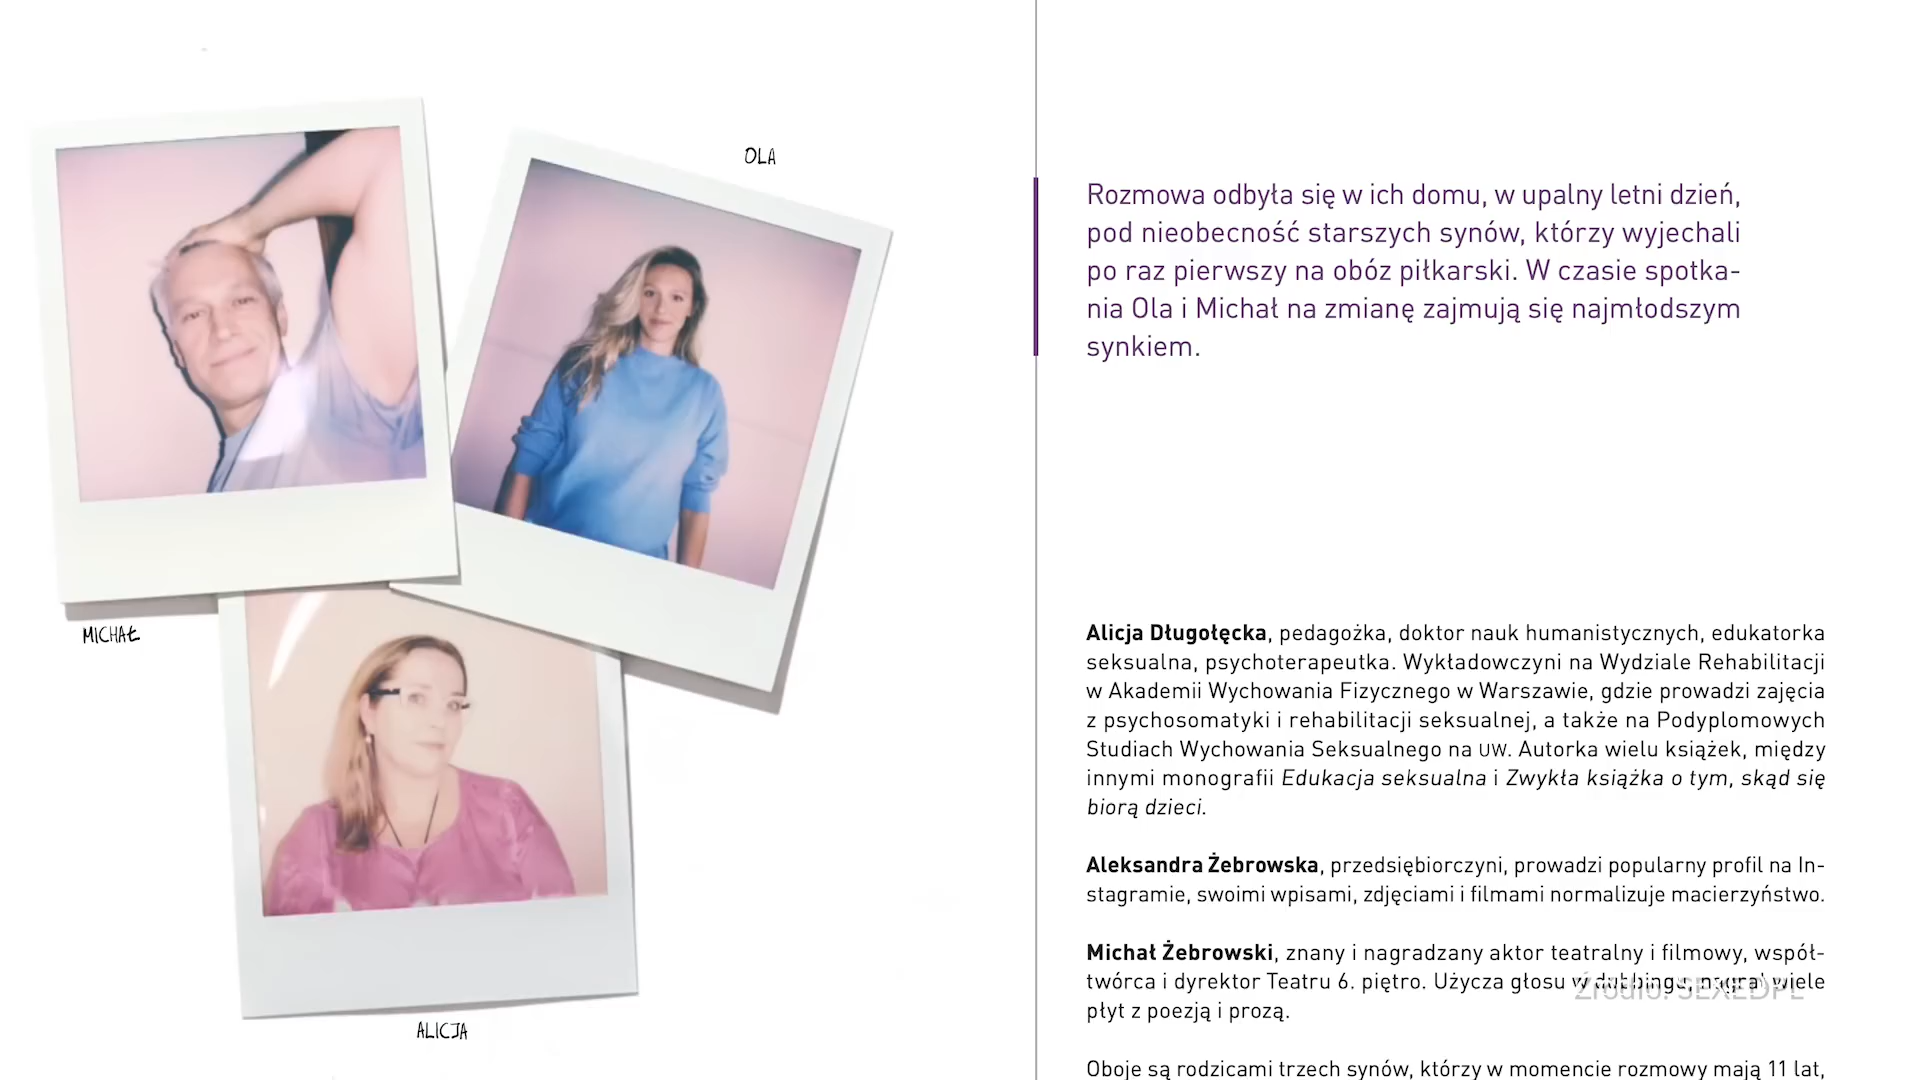 OLA
MICHAŁ
ALICJA
Rozmowa odbyła się w ich domu, w upalny letni dzień,
pod nieobecność starszych synów, którzy wyjechali
po raz pierwszy na obóz piłkarski. W czasie spotka-
nia Ola i Michał na zmianę zajmują się najmłodszym
synkiem.
Alicja Długołęcka, pedagożka, doktor nauk humanistycznych, edukatorka
seksualna, psychoterapeutka. Wykładowczyni na Wydziale Rehabilitacji
w Akademii Wychowania Fizycznego w Warszawie, gdzie prowadzi zajęcia
z psychosomatyki i rehabilitacji seksualnej, a także na Podyplomowych
Studiach Wychowania Seksualnego na UW. Autorka wielu książek, między
innymi monografii Edukacja seksualna i Zwykła książka o tym, skąd się
biorą dzieci.
Aleksandra Żebrowska, przedsiębiorczyni, prowadzi popularny profil na In-
stagramie, swoimi wpisami, zdjęciami i filmami normalizuje macierzyństwo.
Michał Żebrowski, znany i nagradzany aktor teatralny i filmowy, współ-
twórca i dyrektor Teatru 6. piętro. Użycza głosu w dubbingu, nagrał wiele
płyt z poezją i prozą.
Źródło: SEXEDPL
Oboje są rodzicami trzech synów, którzy w momencie rozmowy mają 11 lat,